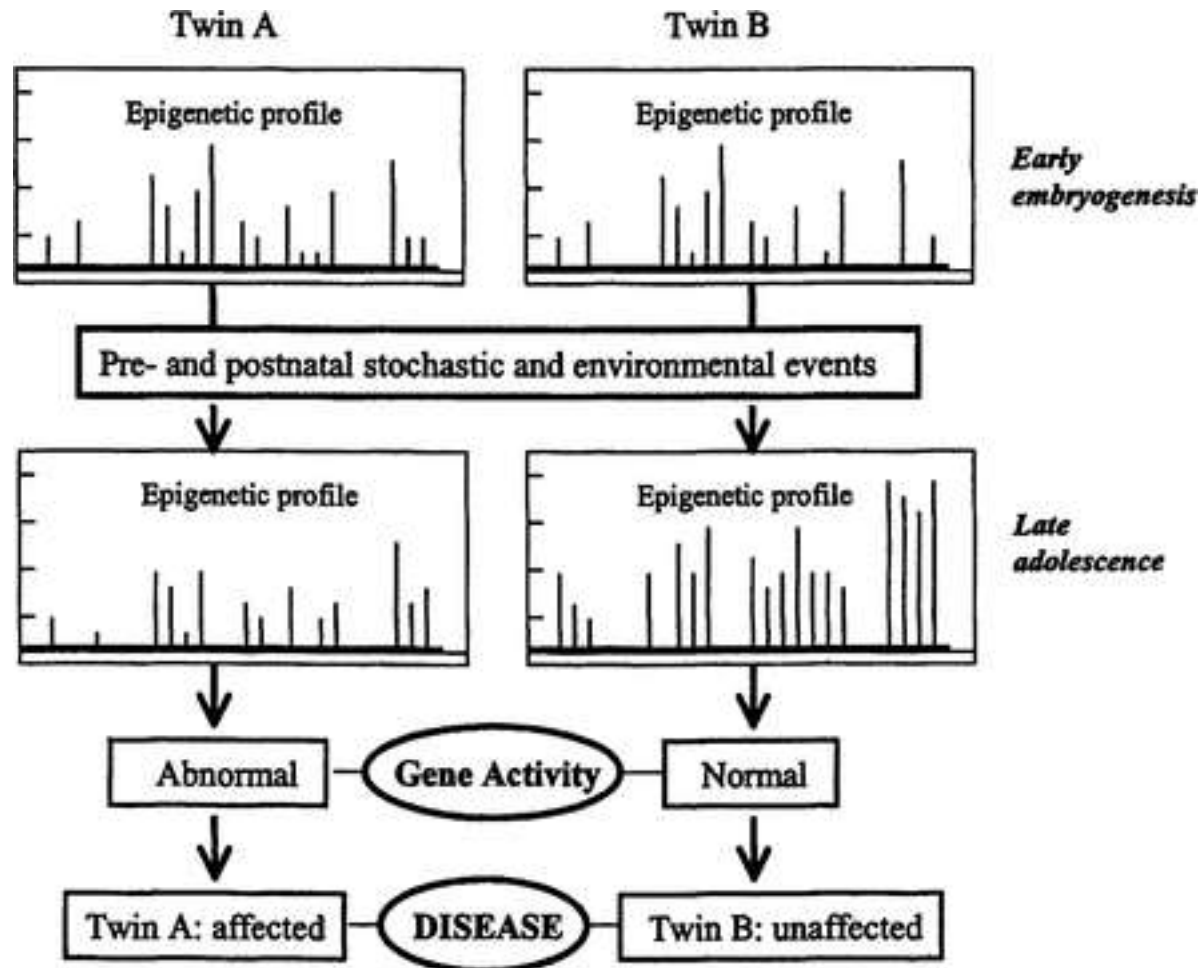 Twin A
Twin B
Epigenetic profile
Epigenetic profile
Early
embryogenesis
Pre- and postnatal stochastic and environmental events
Epigenetic profile
Epigenetic profile
Late
adolescence
Abnormal
Gene Activity
Normal
Twin A: affected
DISEASE
Twin B: unaffected